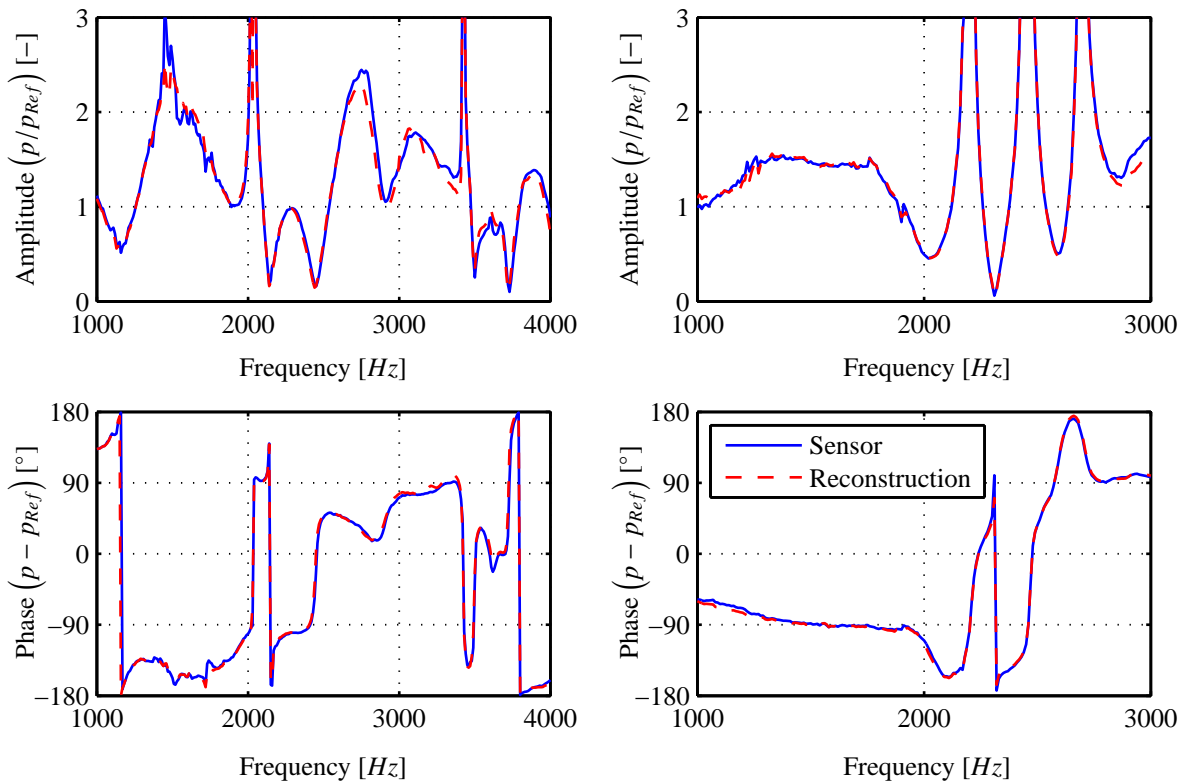 Amplitude (p/p_Ref) [−]
3
2
1
0
1000 2000 3000 4000
Frequency [Hz]
Amplitude (p/p_Ref) [−]
3
2
1
0
1000 2000 3000
Frequency [Hz]
Phase (p − p_Ref) [°]
180
90
0
−90
−180
1000 2000 3000 4000
Frequency [Hz]
Phase (p − p_Ref) [°]
180
90
0
−90
−180
Sensor
Reconstruction
1000 2000 3000
Frequency [Hz]